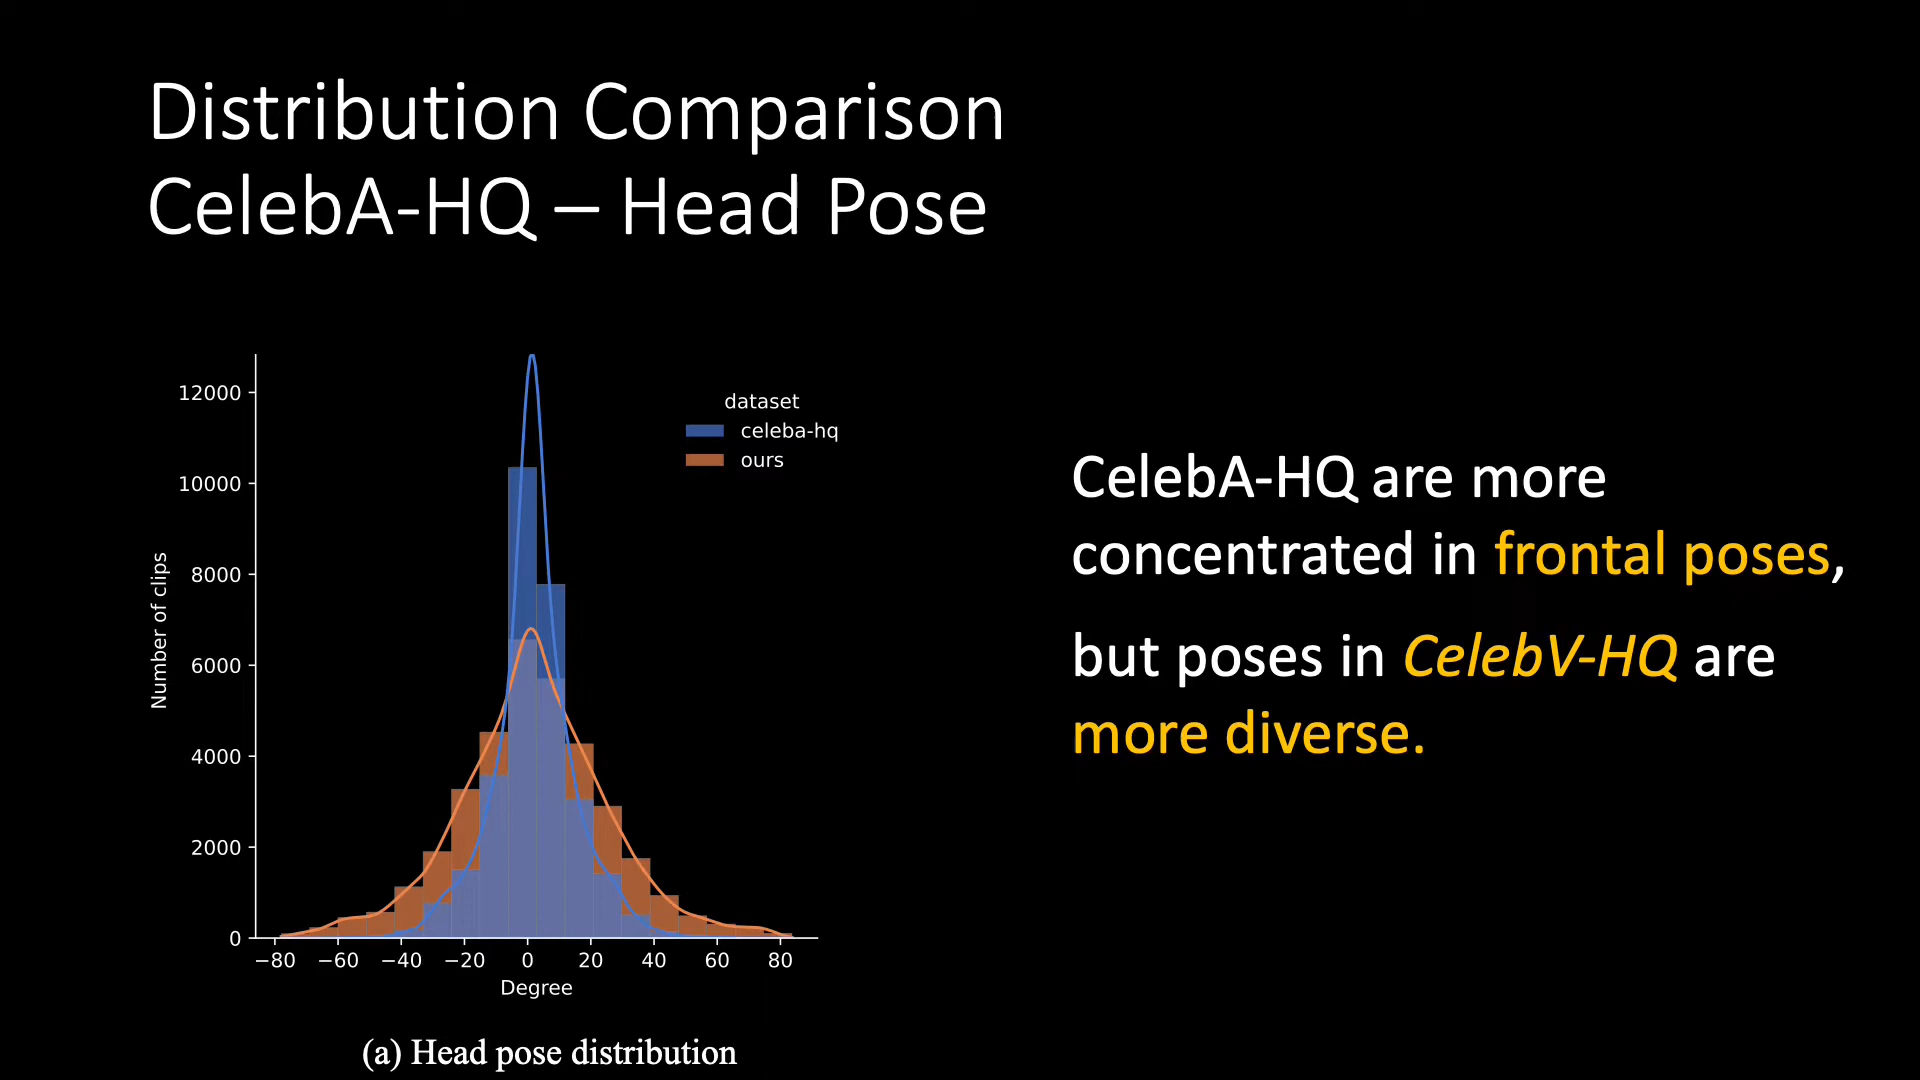 Distribution Comparison
CelebA-HQ – Head Pose
12000
10000
8000
6000
4000
2000
0
Number of clips
dataset
celeba-hq
ours
−80 −60 −40 −20 0 20 40 60 80
Degree
(a) Head pose distribution
CelebA-HQ are more
concentrated in frontal poses,
but poses in CelebV-HQ are
more diverse.